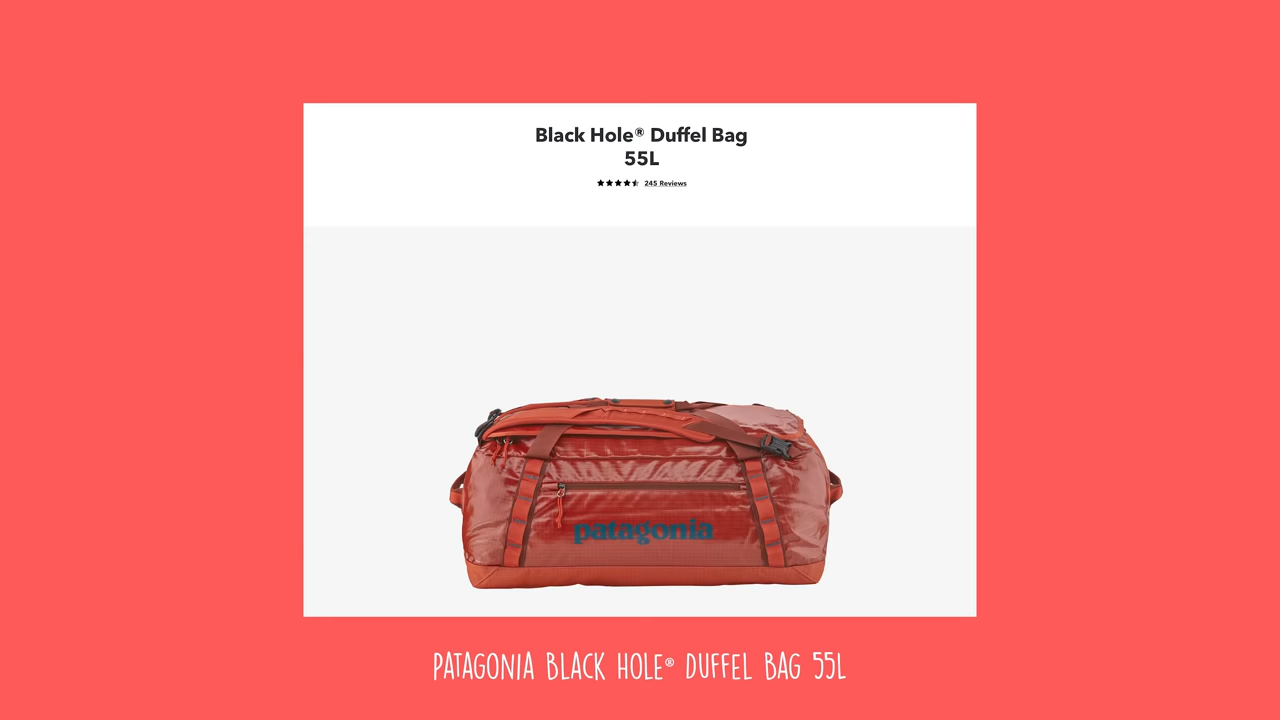 Black Hole® Duffel Bag
55L
245 Reviews
patagonia
PATAGONIA BLACK HOLE® DUFFEL BAG 55L